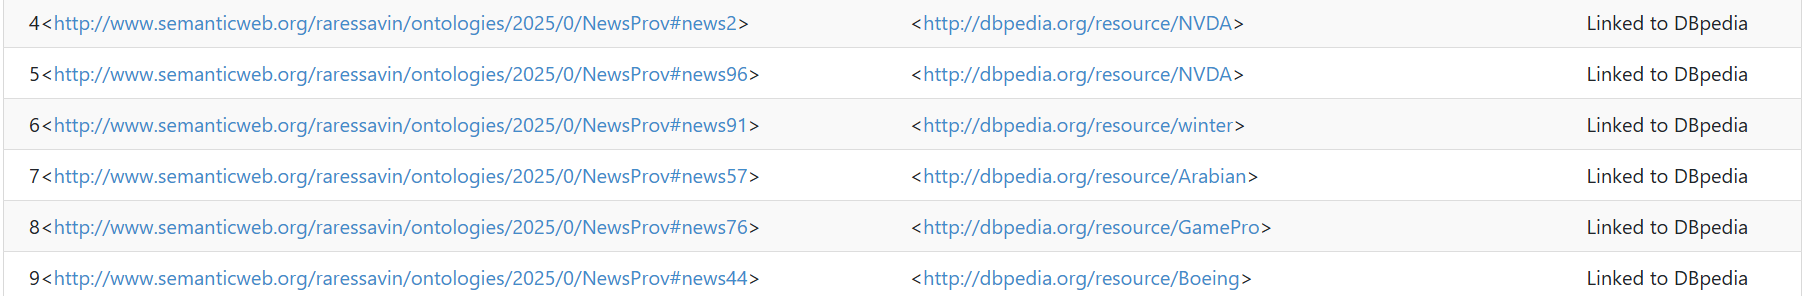 4<http://www.semanticweb.org/raressavin/ontologies/2025/0/NewsProv#news2> <http://dbpedia.org/resource/NVDA> Linked to DBpedia
5<http://www.semanticweb.org/raressavin/ontologies/2025/0/NewsProv#news96> <http://dbpedia.org/resource/NVDA> Linked to DBpedia
6<http://www.semanticweb.org/raressavin/ontologies/2025/0/NewsProv#news91> <http://dbpedia.org/resource/winter> Linked to DBpedia
7<http://www.semanticweb.org/raressavin/ontologies/2025/0/NewsProv#news57> <http://dbpedia.org/resource/Arabian> Linked to DBpedia
8<http://www.semanticweb.org/raressavin/ontologies/2025/0/NewsProv#news76> <http://dbpedia.org/resource/GamePro> Linked to DBpedia
9<http://www.semanticweb.org/raressavin/ontologies/2025/0/NewsProv#news44> <http://dbpedia.org/resource/Boeing> Linked to DBpedia